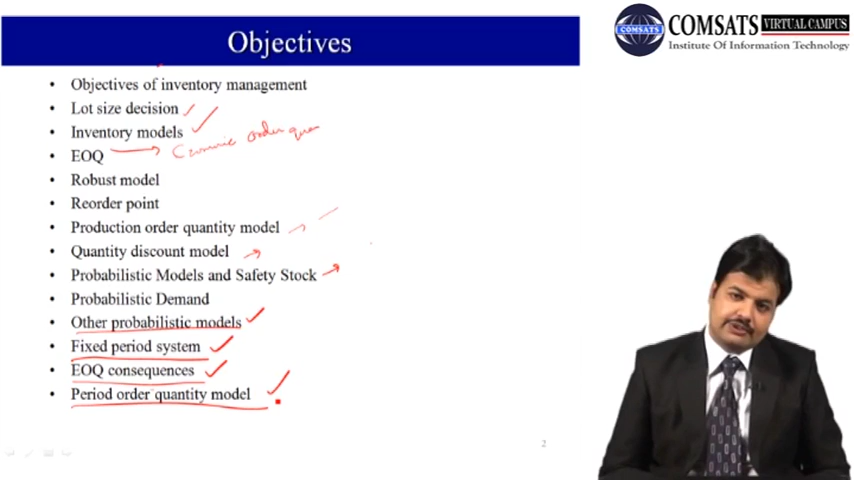 Objectives
COMSATS VIRTUAL CAMPUS
COMSATS
Institute Of Information Technology
• Objectives of inventory management
• Lot size decision
• Inventory models
• EOQ order
• Robust model
• Reorder point
• Production order quantity model
• Quantity discount model
• Probabilistic Models and Safety Stock
• Probabilistic Demand
• Other probabilistic models
• Fixed period system
• EOQ consequences
• Period order quantity model
2